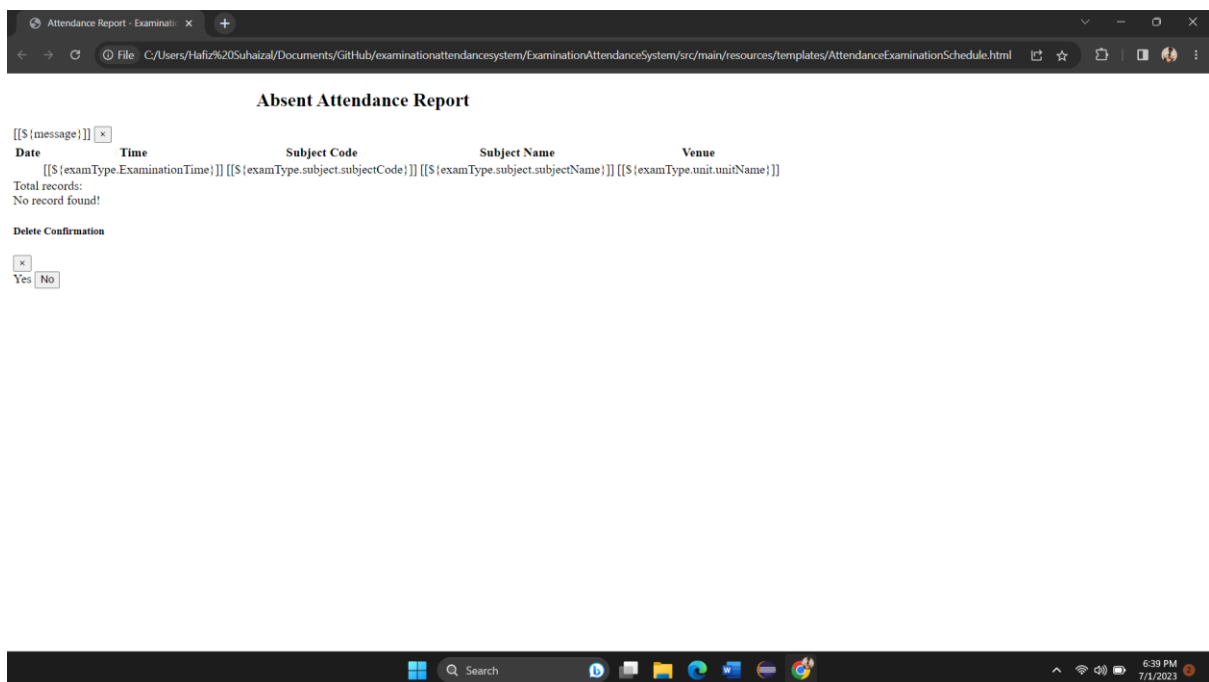 Attendance Report - Examinatic
File C:/Users/Hafiz%20Suhaizal/Documents/GitHub/examinationattendancesystem/ExaminationAttendanceSystem/src/main/resources/templates/AttendanceExaminationSchedule.html
Absent Attendance Report
[[${message}]] ×
Date Time Subject Code Subject Name Venue
[[${examType.ExaminationTime}]] [[${examType.subject.subjectCode}]] [[${examType.subject.subjectName}]] [[${examType.unit.unitName}]]
Total records:
No record found!
Delete Confirmation
×
Yes No
Search
6:39 PM
7/1/2023
2